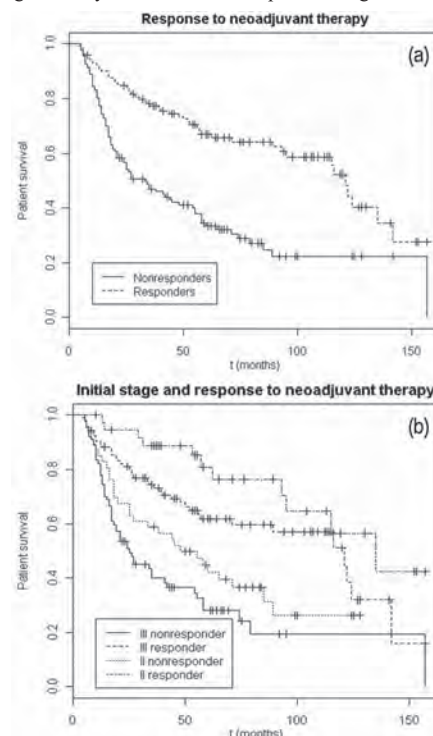 Response to neoadjuvant therapy
(a)
Patient survival
1.0
0.8
0.6
0.4
0.2
0.0
Nonresponders
Responders
0 50 100 150
t (months)
Initial stage and response to neoadjuvant therapy
(b)
Patient survival
1.0
0.8
0.6
0.4
0.2
0.0
III nonresponder
III responder
II nonresponder
II responder
0 50 100 150
t (months)